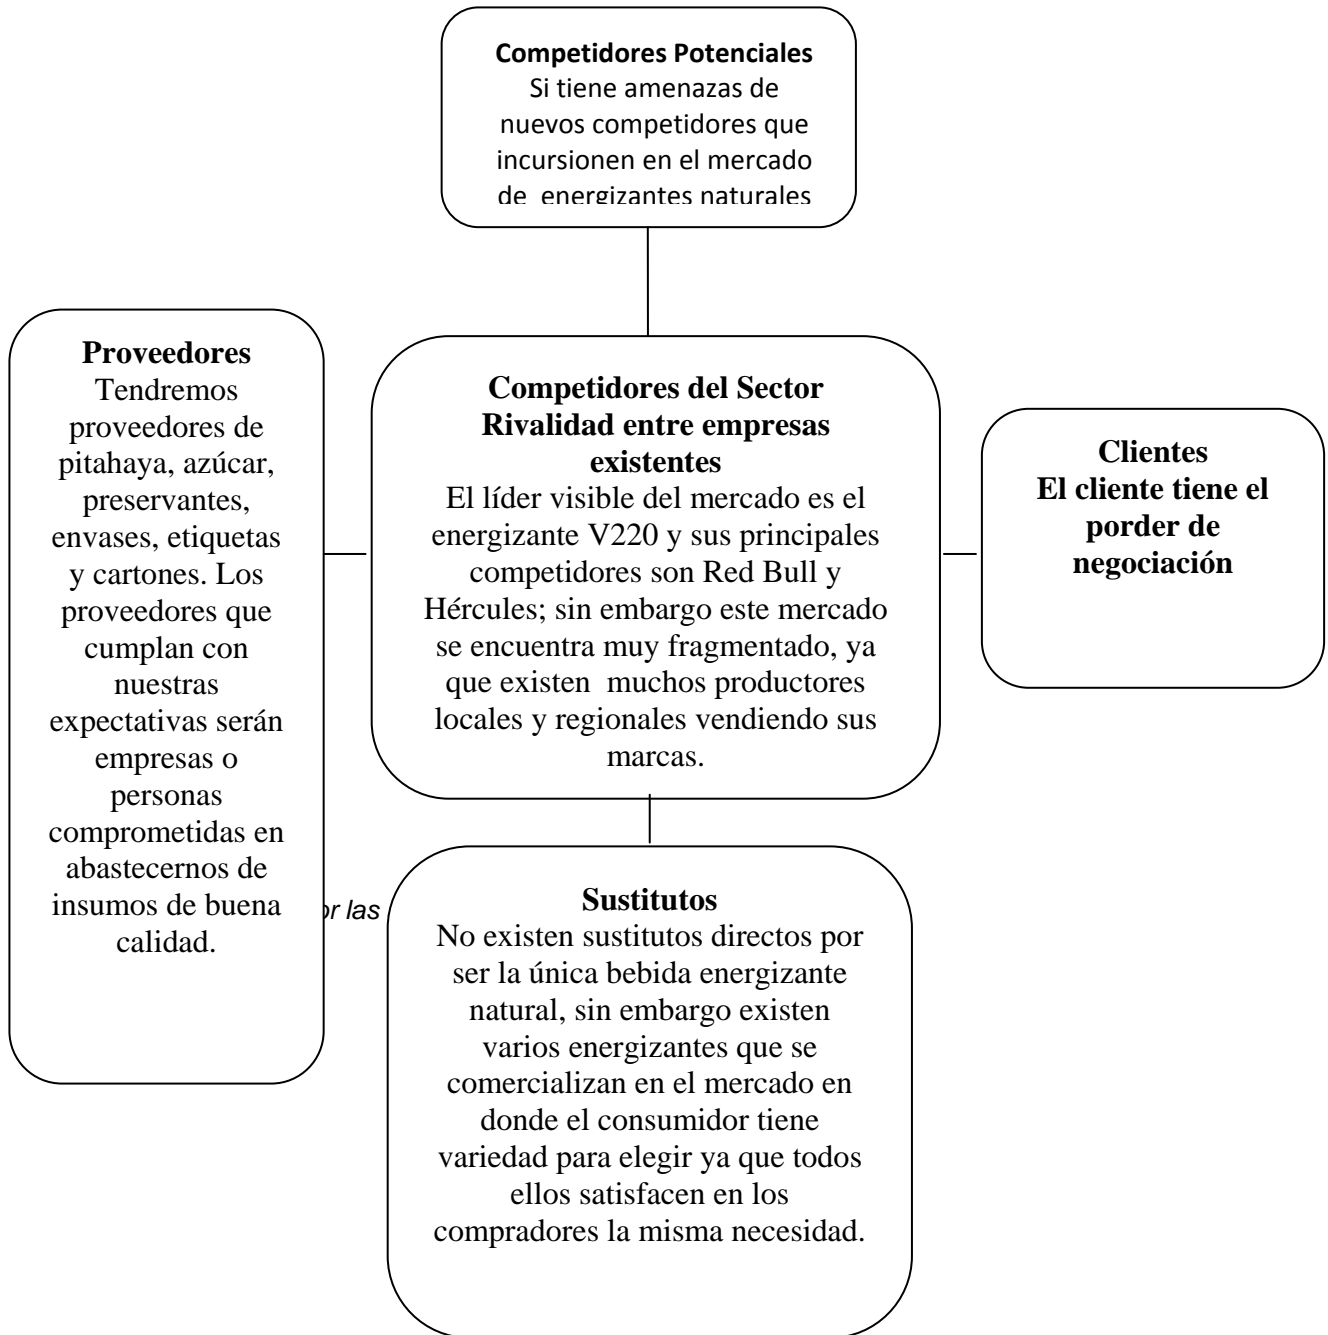 Competidores Potenciales
Si tiene amenazas de
nuevos competidores que
incursionen en el mercado
de energizantes naturales
Proveedores
Tendremos
proveedores de
pitahaya, azúcar,
preservantes,
envases, etiquetas
y cartones. Los
proveedores que
cumplan con
nuestras
expectativas serán
empresas o
personas
comprometidas en
abastecernos de
insumos de buena
calidad.
Competidores del Sector
Rivalidad entre empresas
existentes
El líder visible del mercado es el
energizante V220 y sus principales
competidores son Red Bull y
Hércules; sin embargo este mercado
se encuentra muy fragmentado, ya
que existen muchos productores
locales y regionales vendiendo sus
marcas.
Clientes
El cliente tiene el
porder de
negociación
las
Sustitutos
No existen sustitutos directos por
ser la única bebida energizante
natural, sin embargo existen
varios energizantes que se
comercializan en el mercado en
donde el consumidor tiene
variedad para elegir ya que todos
ellos satisfacen en los
compradores la misma necesidad.